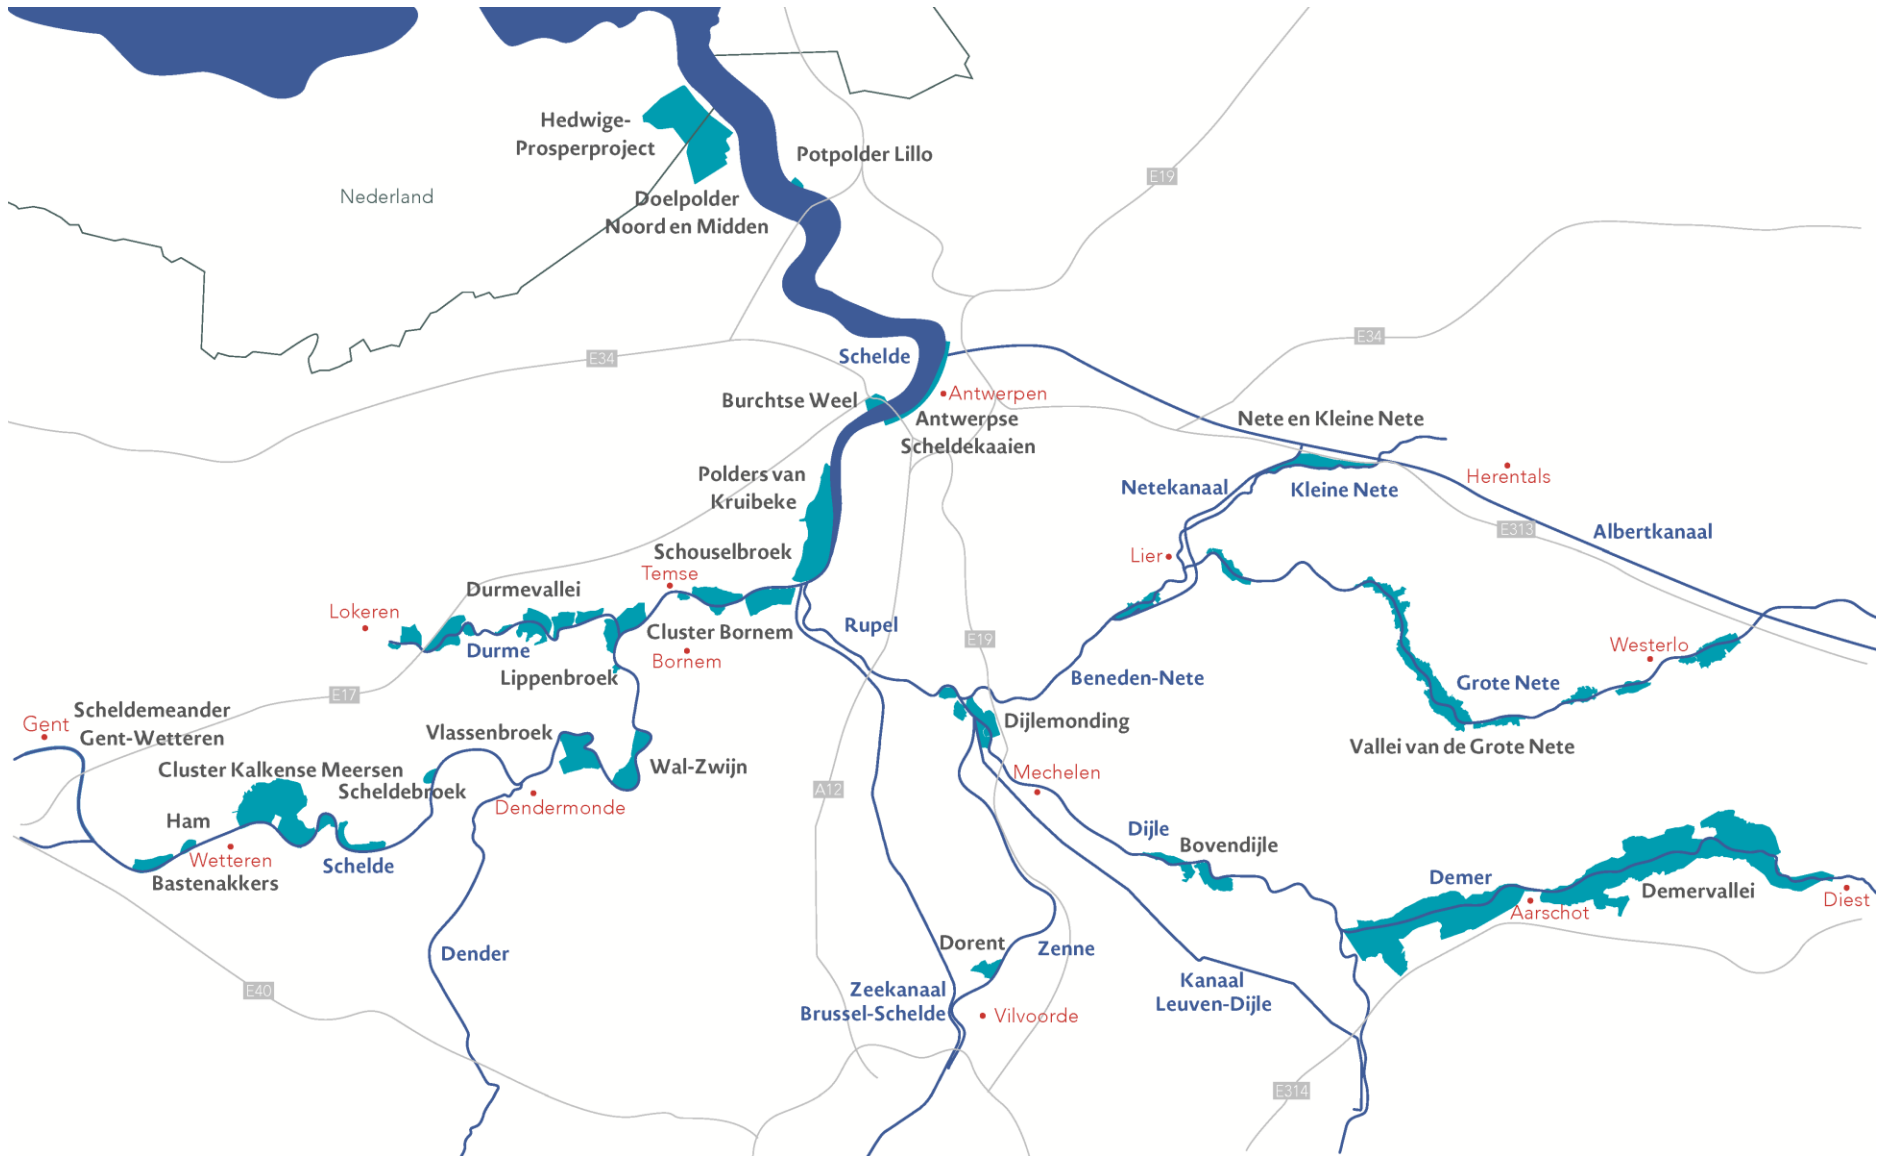 Hedwige-
Prosperproject
Potpolder Lillo
E19
Nederland
Doelpolder
Noord en Midden
E34
E34
Schelde
Burchtse Weel
Antwerpen
Antwerpse
Scheldekaaien
Nete en Kleine Nete
Polders van
Kruibeke
Netekanaal
Kleine Nete
Herentals
E313
Albertkanaal
Schouselbroek
Temse
Lier
Durmevallei
Lokeren
Durme
Cluster Bornem
Bornem
Rupel
E19
Lippenbroek
Beneden-Nete
Westerlo
Grote Nete
E17
Gent
Scheldemeander
Gent-Wetteren
Vlassenbroek
Dijlemonding
Vallei van de Grote Nete
Cluster Kalkense Meersen
Scheldebroek
Wal-Zwijn
Mechelen
A12
Dendermonde
Ham
Wetteren
Bastenakkers
Schelde
Dijle
Bovendijle
Demer
Demervallei
Aarschot
Diest
Dender
Dorent
Zenne
E40
Zeekanaal
Brussel-Schelde
Vilvoorde
Kanaal
Leuven-Dijle
E314